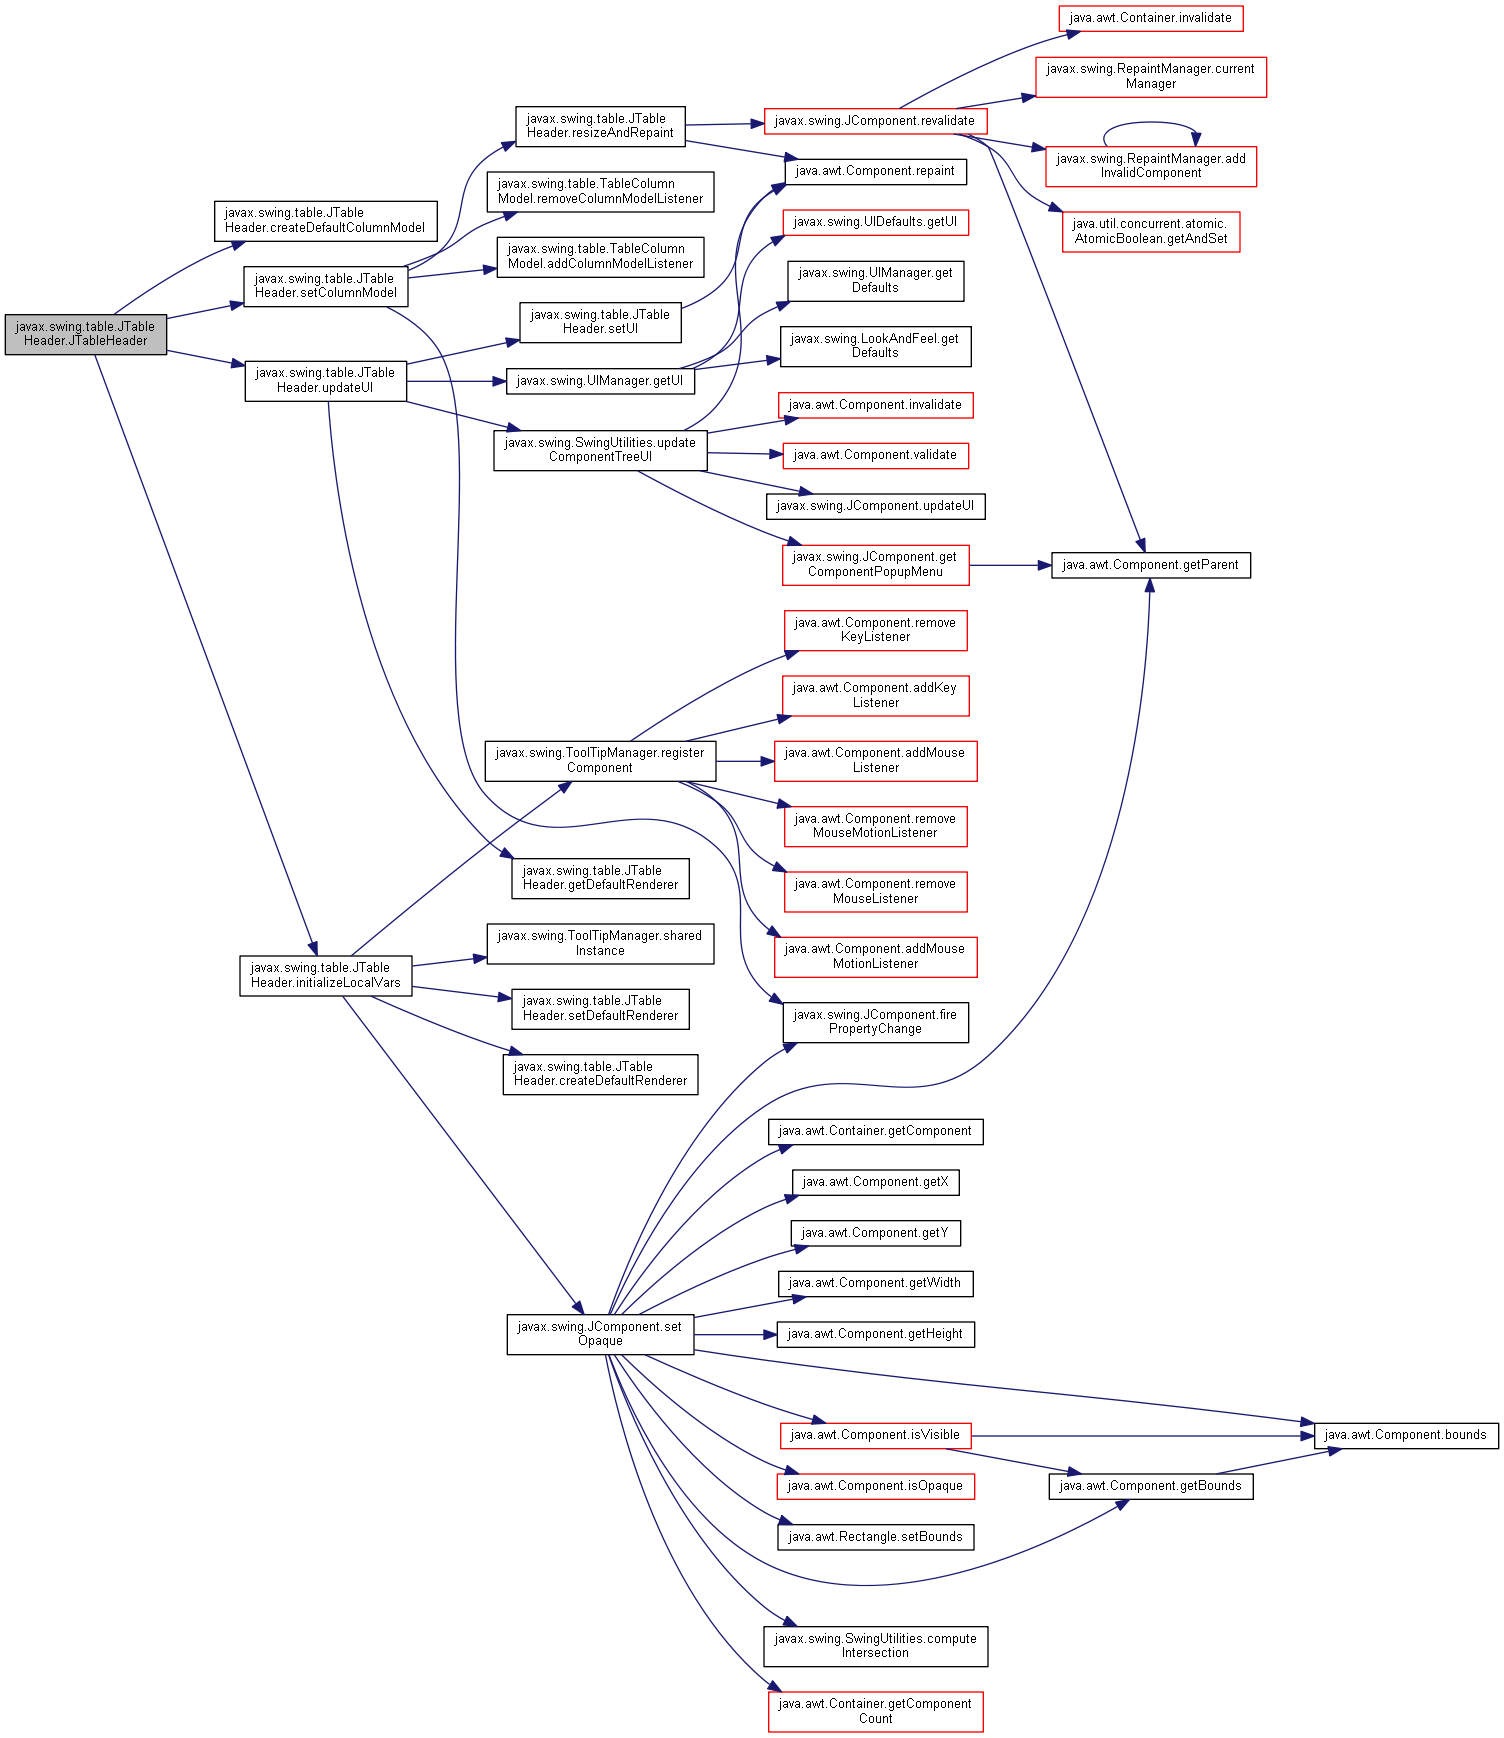 javax.swing.table.JTable
Header.JTableHeader
javax.swing.table.JTable
Header.createDefaultColumnModel
javax.swing.table.JTable
Header.setColumnModel
javax.swing.table.JTable
Header.updateUI
javax.swing.table.JTable
Header.initializeLocalVars
javax.swing.table.JTable
Header.resizeAndRepaint
javax.swing.table.TableColumn
Model.removeColumnModelListener
javax.swing.table.TableColumn
Model.addColumnModelListener
javax.swing.table.JTable
Header.setUI
javax.swing.UIManager.getUI
javax.swing.SwingUtilities.update
ComponentTreeUI
javax.swing.ToolTipManager.register
Component
javax.swing.table.JTable
Header.getDefaultRenderer
javax.swing.ToolTipManager.shared
Instance
javax.swing.table.JTable
Header.setDefaultRenderer
javax.swing.table.JTable
Header.createDefaultRenderer
javax.swing.JComponent.set
Opaque
javax.swing.JComponent.revalidate
java.awt.Component.repaint
javax.swing.UIDefaults.getUI
javax.swing.UIManager.get
Defaults
javax.swing.LookAndFeel.get
Defaults
java.awt.Component.invalidate
java.awt.Component.validate
javax.swing.JComponent.updateUI
javax.swing.JComponent.get
ComponentPopupMenu
java.awt.Component.remove
KeyListener
java.awt.Component.addKey
Listener
java.awt.Component.addMouse
Listener
java.awt.Component.remove
MouseMotionListener
java.awt.Component.remove
MouseListener
java.awt.Component.addMouse
MotionListener
javax.swing.JComponent.fire
PropertyChange
java.awt.Container.getComponent
java.awt.Component.getX
java.awt.Component.getY
java.awt.Component.getWidth
java.awt.Component.getHeight
java.awt.Component.isVisible
java.awt.Component.isOpaque
java.awt.Rectangle.setBounds
javax.swing.SwingUtilities.compute
Intersection
java.awt.Container.getComponent
Count
java.awt.Container.invalidate
javax.swing.RepaintManager.current
Manager
javax.swing.RepaintManager.add
InvalidComponent
java.util.concurrent.atomic.
AtomicBoolean.getAndSet
java.awt.Component.getParent
java.awt.Component.getBounds
java.awt.Component.bounds